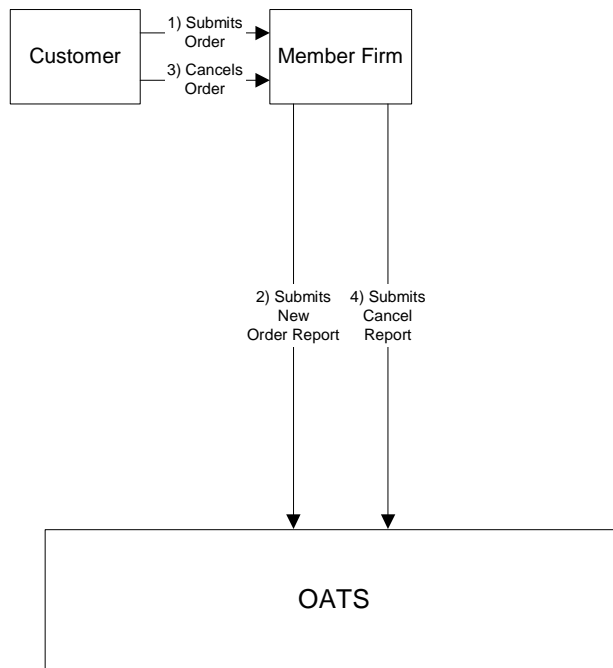 1) Submits
Order
Customer
Member Firm
3) Cancels
Order
2) Submits
New
Order Report
4) Submits
Cancel
Report
OATS